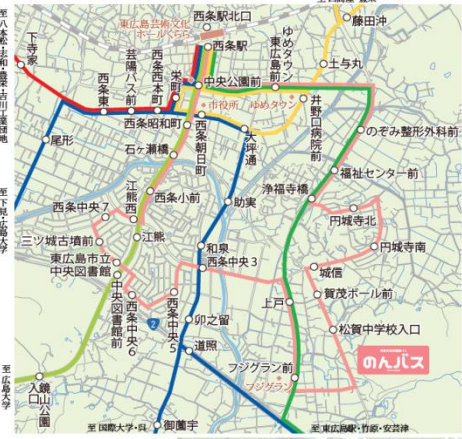 西条駅北口
東広島芸術文化
ホールくらら
西条駅
ゆめタウン
東広島前
藤田沖
土与丸
下寺家
芸陽バス前
西条西本町
栄町
中央公園前
西条東
市役所
ゆめタウン
井野口病院前
至八本松・志和・豊栄・吉川工業団地
西条昭和町
西条朝日町
大坪通
のぞみ整形外科前
尾形
石ヶ瀬橋
福祉センター前
西条小前
江熊西
助実
浄福寺橋
西条中央7
円城寺北
至下見・広島大学
三ツ城古墳前
江熊
和泉
円城寺南
東広島市立
中央図書館
西条中央3
城信
中央図書館前
賀茂ポール前
上戸
2
西条中央6
西条中央5
卯之留
松賀中学校入口
道照
のんバス
フジグラン前
フジグラン
至広島大学
鏡山公園
入口
至国際大学・呉
御薗宇
至東広島駅・竹原・安芸津